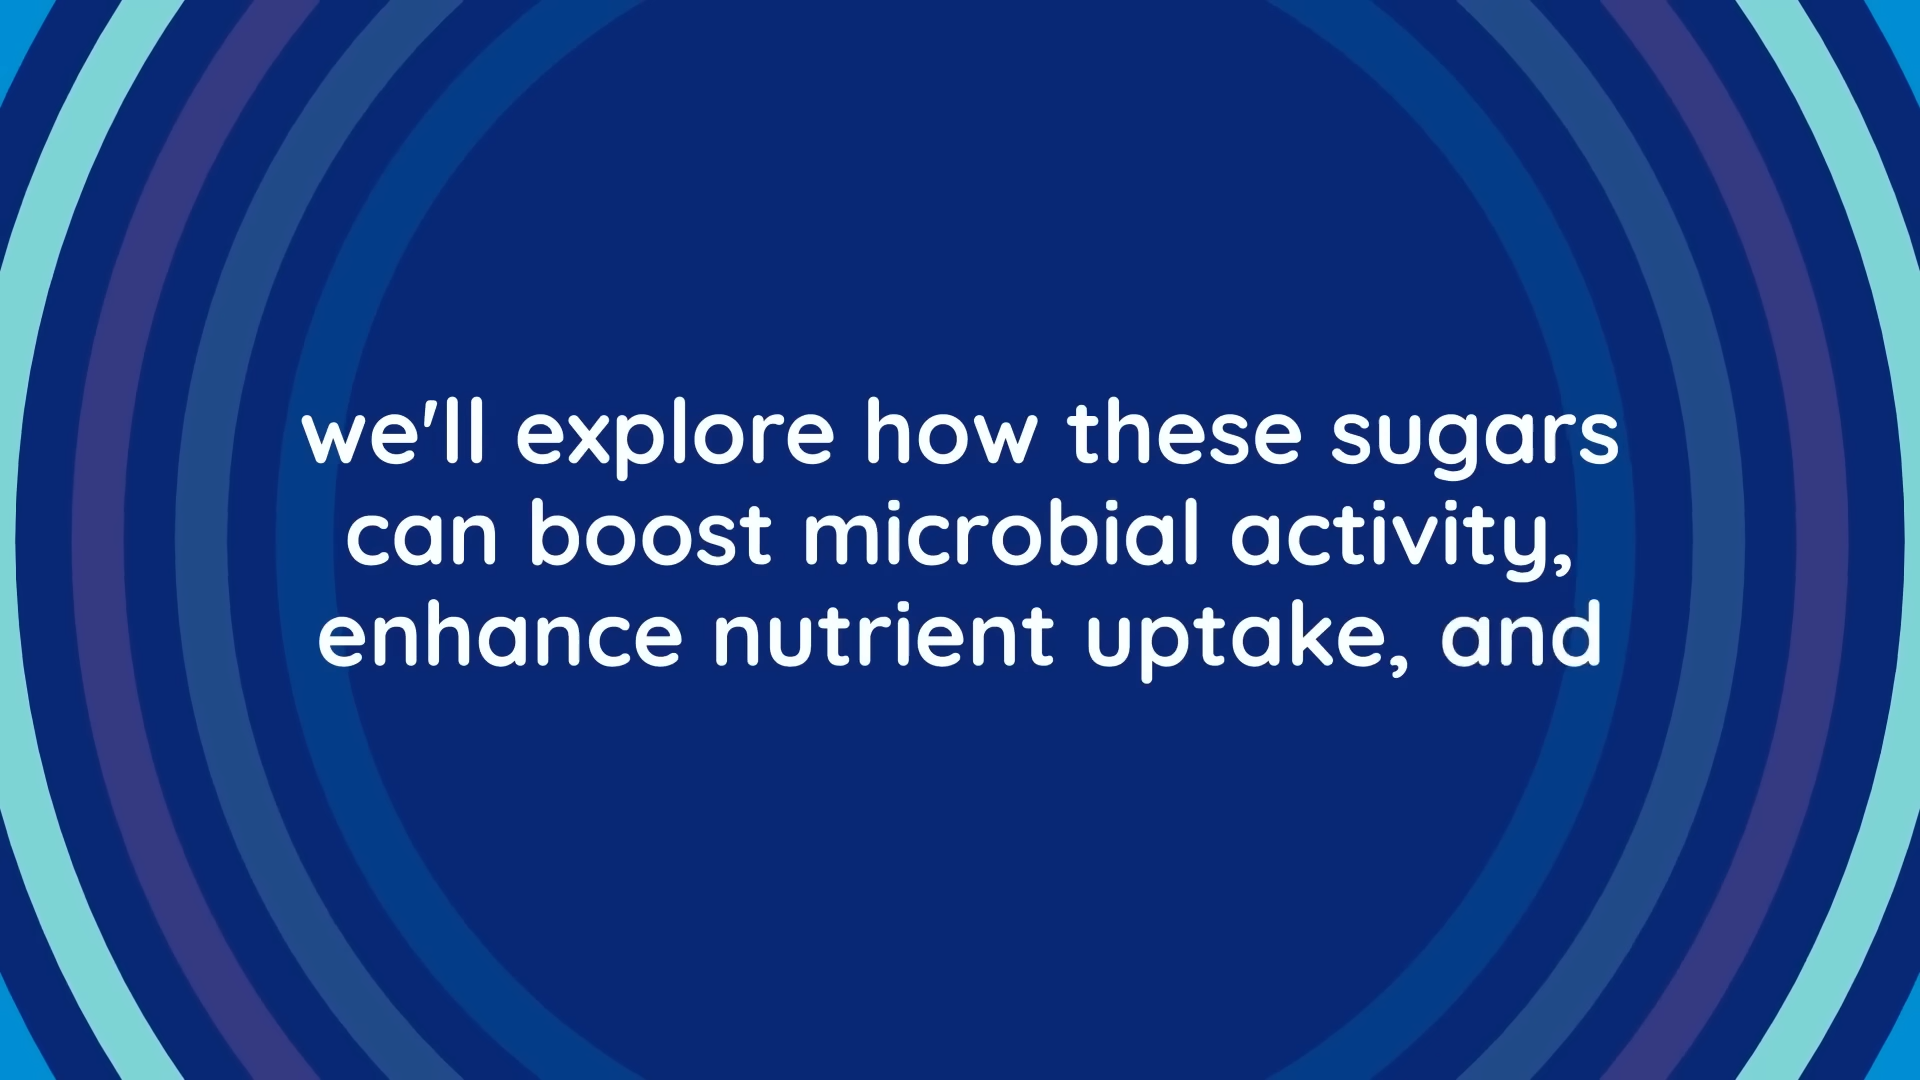 we'll explore how these sugars
can boost microbial activity,
enhance nutrient uptake, and